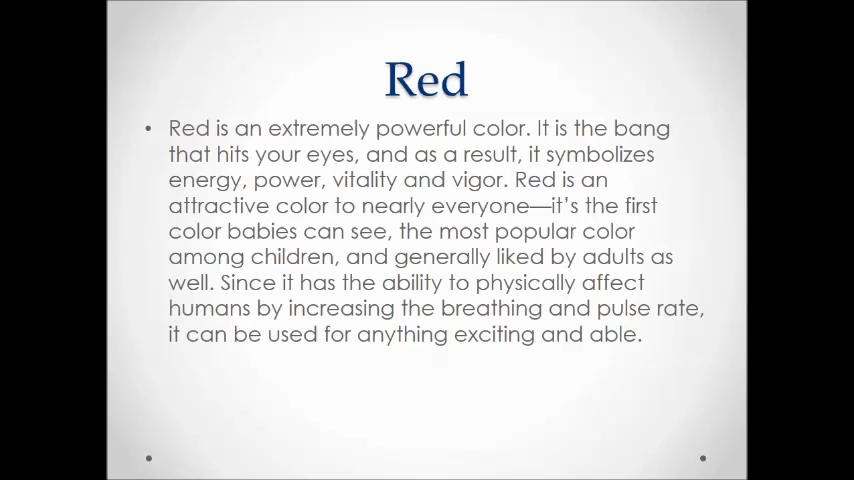 Red
• Red is an extremely powerful color. It is the bang
that hits your eyes, and as a result, it symbolizes
energy, power, vitality and vigor. Red is an
attractive color to nearly everyone—it’s the first
color babies can see, the most popular color
among children, and generally liked by adults as
well. Since it has the ability to physically affect
humans by increasing the breathing and pulse rate,
it can be used for anything exciting and able.